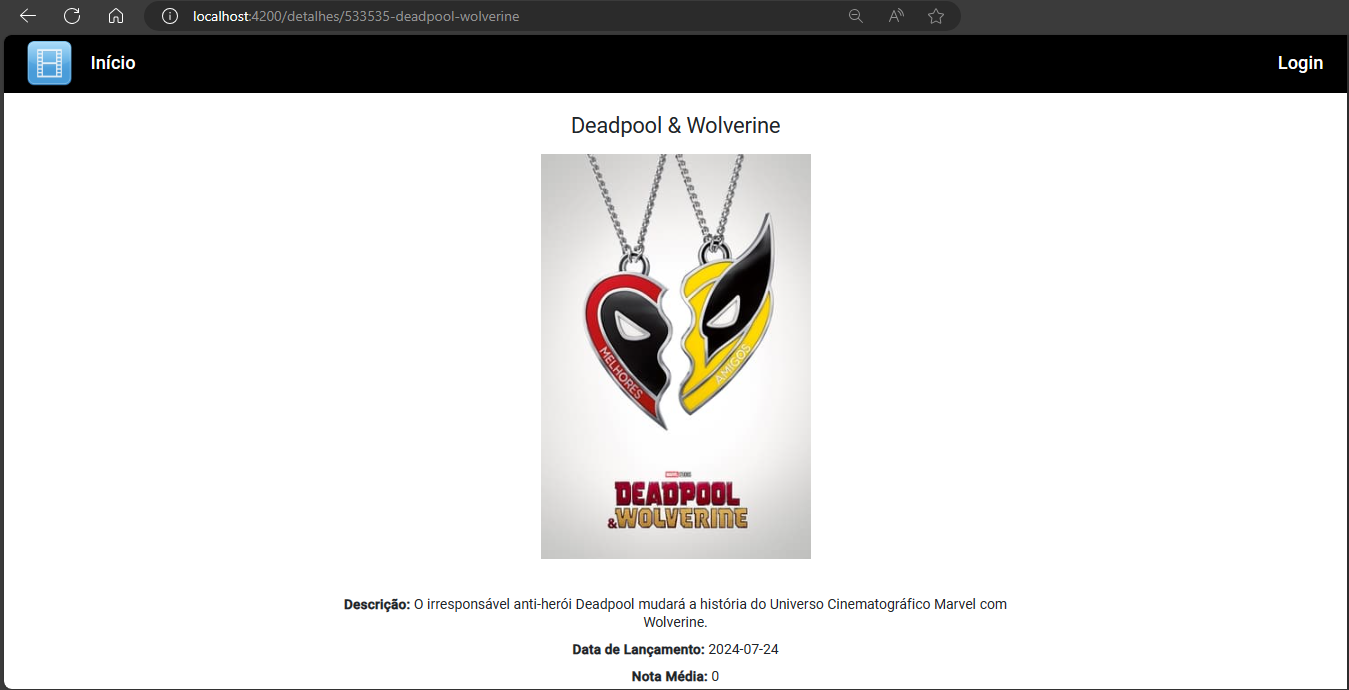 localhost:4200/detalhes/533535-deadpool-wolverine
Início
Login
Deadpool & Wolverine
MELHORES
AMIGOS
MARVEL STUDIOS
DEADPOOL
&WOLVERINE
Descrição: O irresponsável anti-herói Deadpool mudará a história do Universo Cinematográfico Marvel com
Wolverine.
Data de Lançamento: 2024-07-24
Nota Média: 0